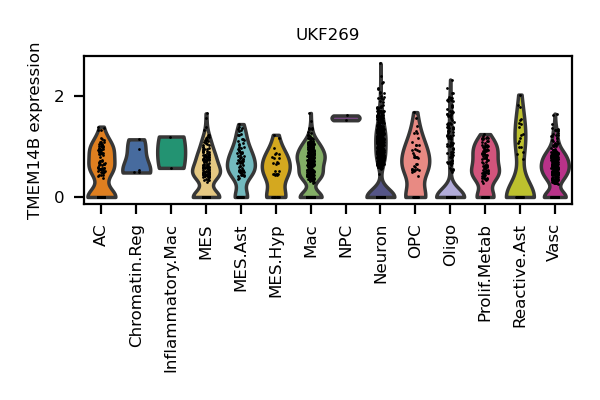 UKF269
TMEM14B expression
2
0
AC
Chromatin.Reg
Inflammatory.Mac
MES
MES.Ast
MES.Hyp
Mac
NPC
Neuron
OPC
Oligo
Prolif.Metab
Reactive.Ast
Vasc